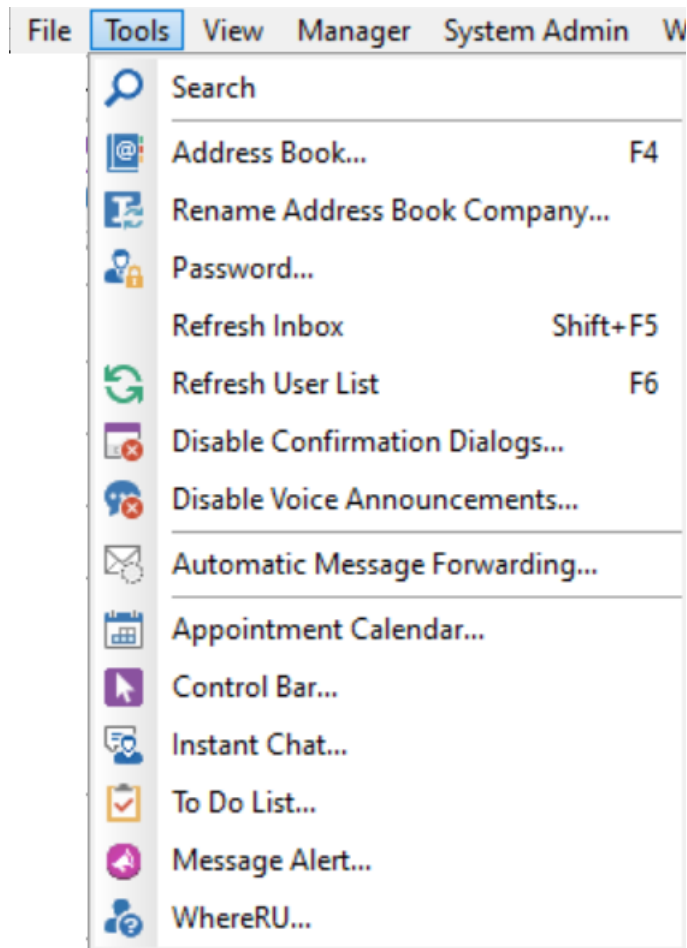 File Tools View Manager System Admin W
Search
Address Book... F4
Rename Address Book Company...
Password...
Refresh Inbox Shift+F5
Refresh User List F6
Disable Confirmation Dialogs...
Disable Voice Announcements...
Automatic Message Forwarding...
Appointment Calendar...
Control Bar...
Instant Chat...
To Do List...
Message Alert...
WhereRU...